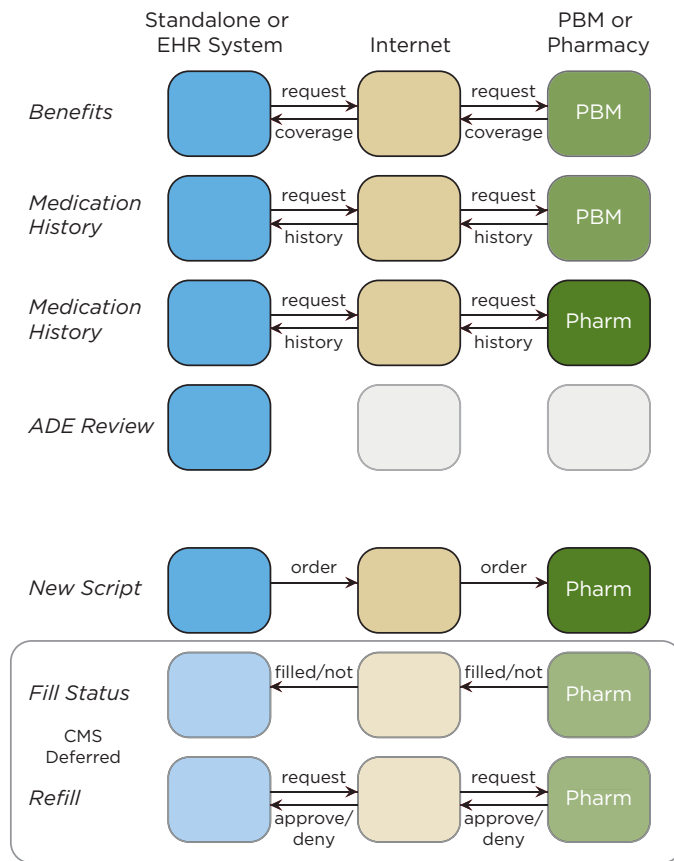 Standalone or
EHR System
Internet
PBM or
Pharmacy
Benefits
request
coverage
request
coverage
PBM
Medication
History
request
history
request
history
PBM
Medication
History
request
history
request
history
Pharm
ADE Review
New Script
order
order
Pharm
Fill Status
filled/not
filled/not
Pharm
CMS
Deferred
Refill
request
approve/
deny
request
approve/
deny
Pharm